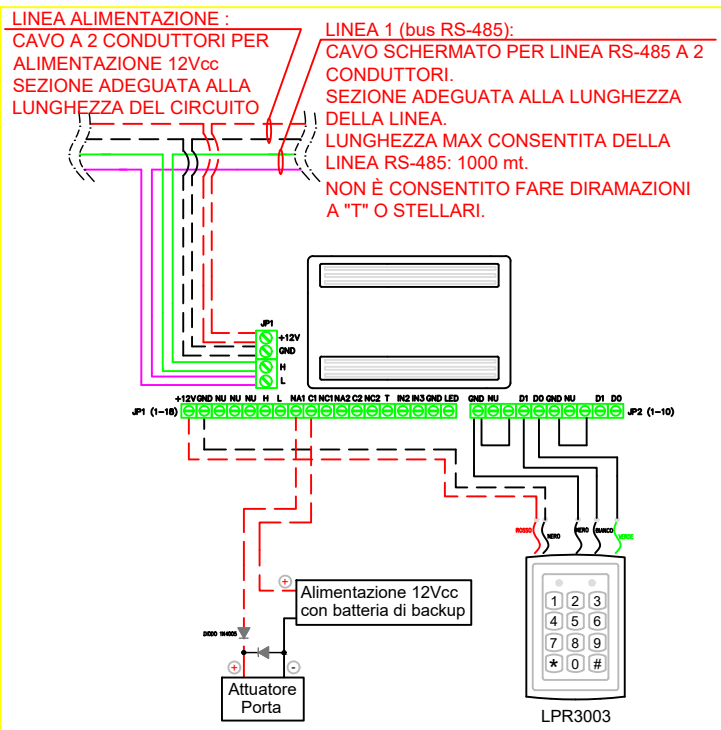 LINEA ALIMENTAZIONE :
CAVO A 2 CONDUTTORI PER
ALIMENTAZIONE 12Vcc
SEZIONE ADEGUATA ALLA
LUNGHEZZA DEL CIRCUITO
LINEA 1 (bus RS-485):
CAVO SCHERMATO PER LINEA RS-485 A 2
CONDUTTORI.
SEZIONE ADEGUATA ALLA LUNGHEZZA
DELLA LINEA.
LUNGHEZZA MAX CONSENTITA DELLA
LINEA RS-485: 1000 mt.
NON È CONSENTITO FARE DIRAMAZIONI
A "T" O STELLARI.
JP1
+12V
GND
H
L
+12V GND NU NU NU H L NA1 C1 NC1 NA2 C2 NC2 T IN2 IN3 GND LED
JP1 (1-18)
GND NU D1 D0 GND NU D1 D0
JP2 (1-10)
ROSSO
NERO
NERO
BIANCO
VERDE
+
Alimentazione 12Vcc
con batteria di backup
DIODO 1N4005
+
-
Attuatore
Porta
1 2 3
4 5 6
7 8 9
* 0 #
LPR3003